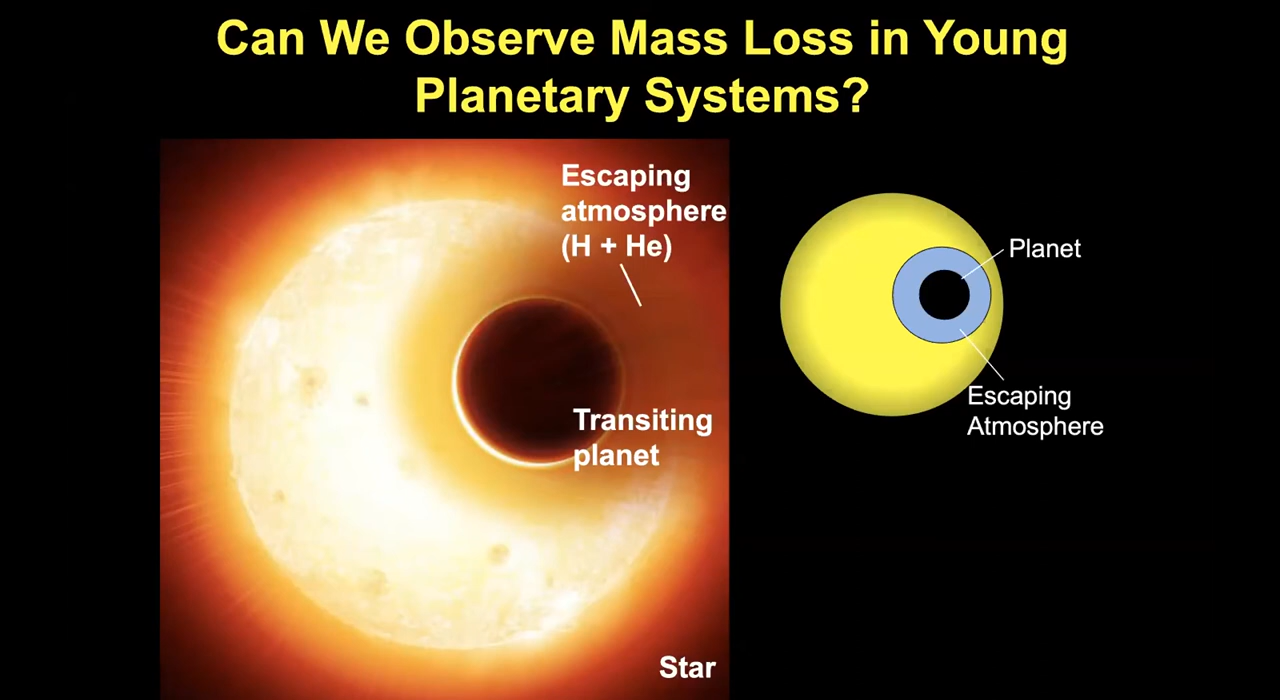 Can We Observe Mass Loss in Young
Planetary Systems?
Escaping
atmosphere
(H + He)
Transiting
planet
Star
Planet
Escaping
Atmosphere